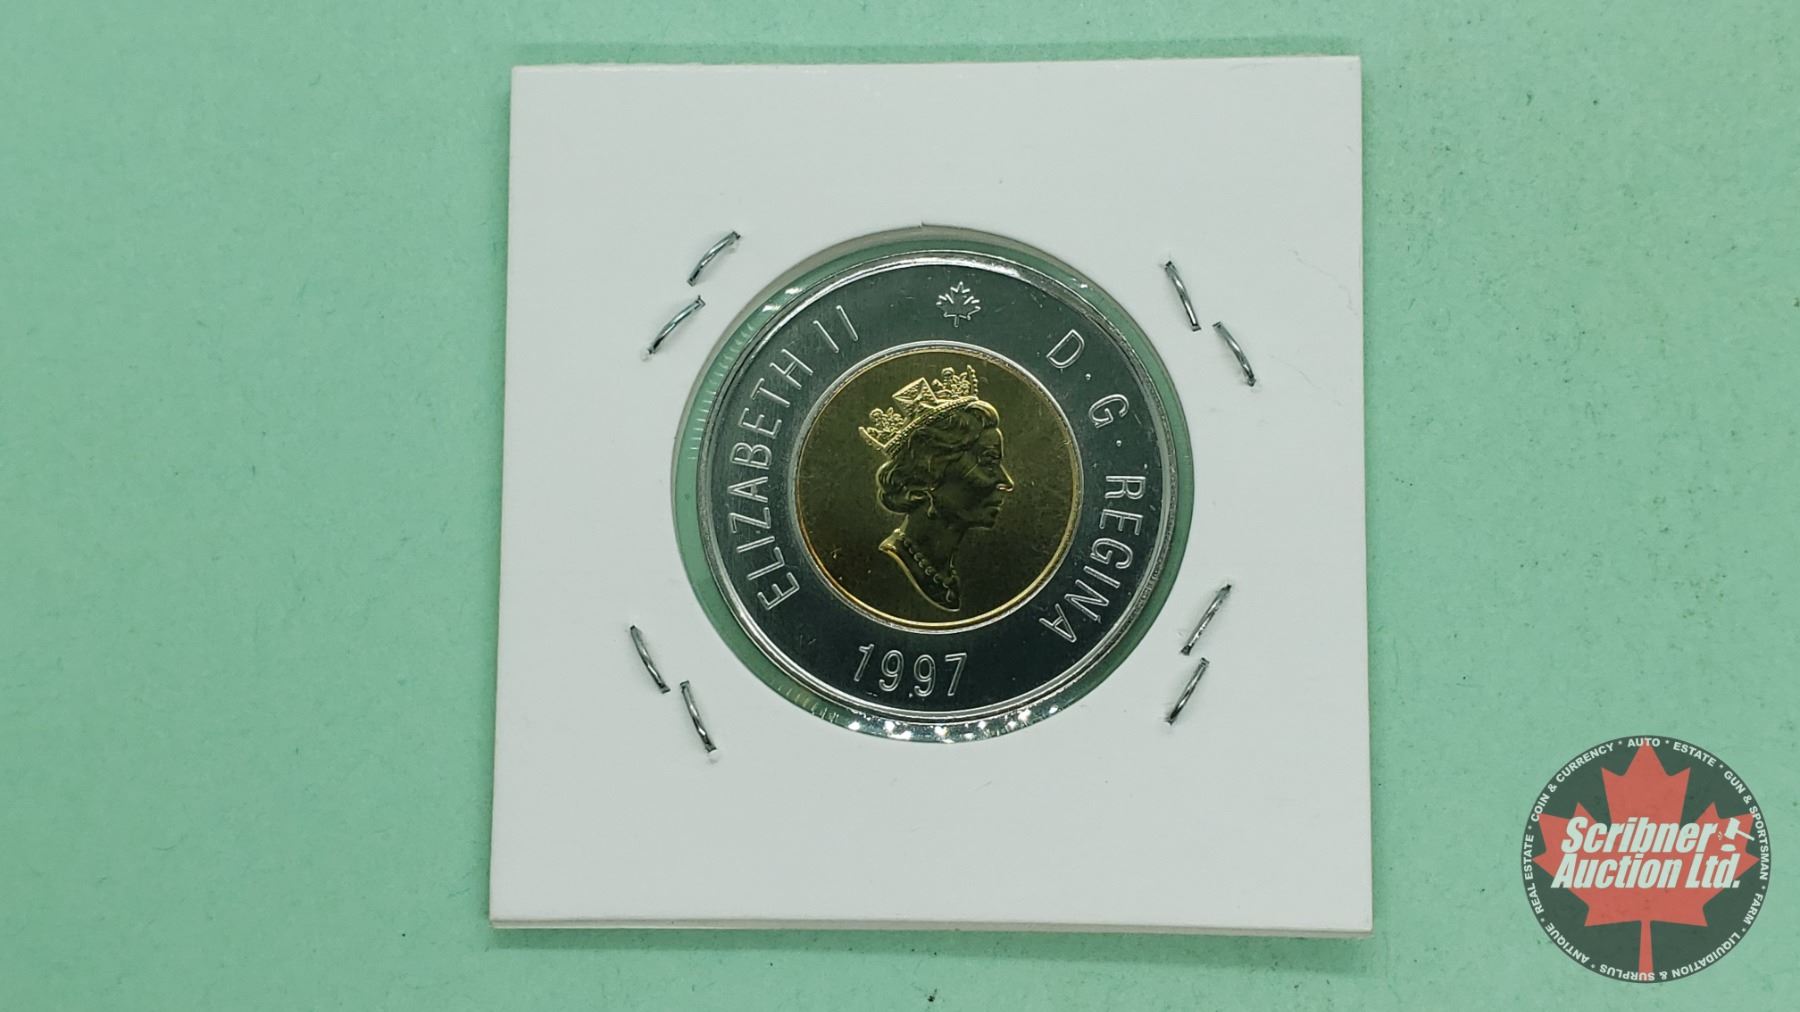 ELIZABETH II D. G. REGINA
1997
Scribner
Auction Ltd.
COIN & CURRENCY * AUTO * ESTATE * GUN & SPORTSMAN * FARM * LIQUIDATION & SURPLUS * ANTIQUE * REAL ESTATE *